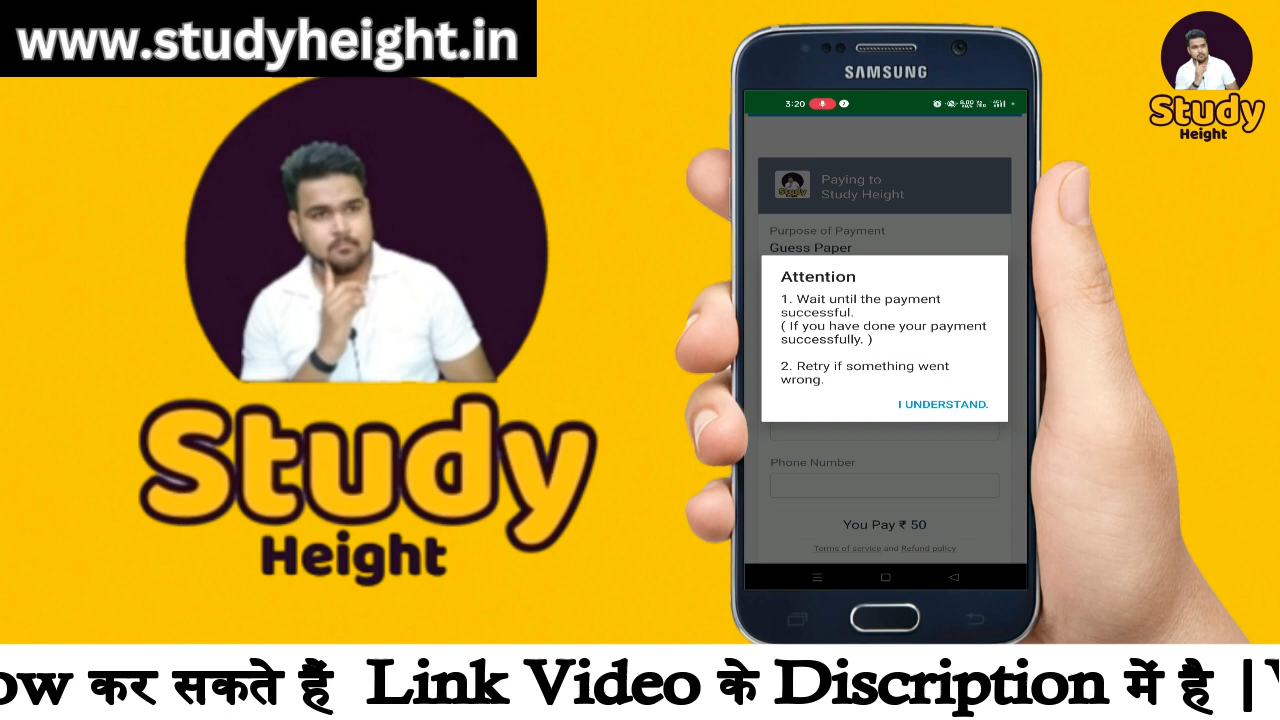 www.studyheight.in
Study
Height
SAMSUNG
3:20
Paying to
Study Height
Purpose of Payment
Guess Paper
Attention
1. Wait until the payment
successful.
( If you have done your payment
successfully. )
2. Retry if something went
wrong.
I UNDERSTAND.
Phone Number
You Pay ₹ 50
Terms of service and Refund policy
Study
Height
ow कर सकते हैं Link Video के Discription में है |